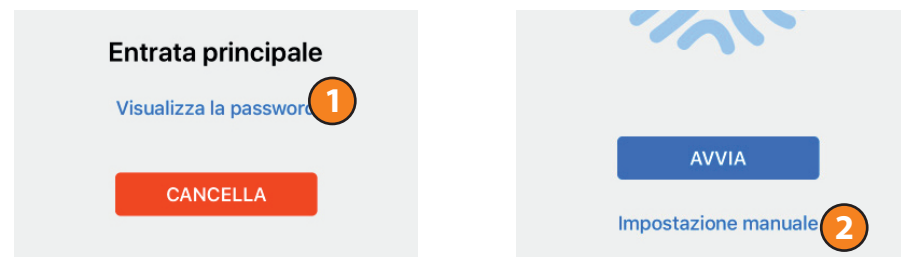 Entrata principale
Visualizza la password
1
CANCELLA
AVVIA
Impostazione manuale
2